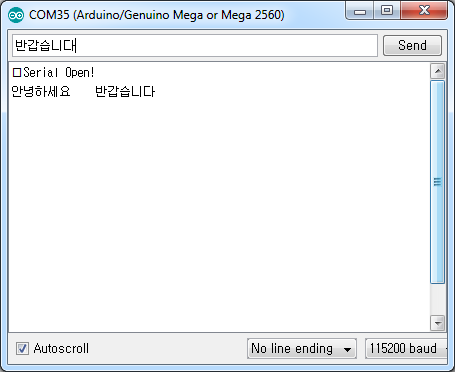 COM35 (Arduino/Genuino Mega or Mega 2560)
반갑습니다
Send
□Serial Open!
안녕하세요 반갑습니다
Autoscroll
No line ending
115200 baud